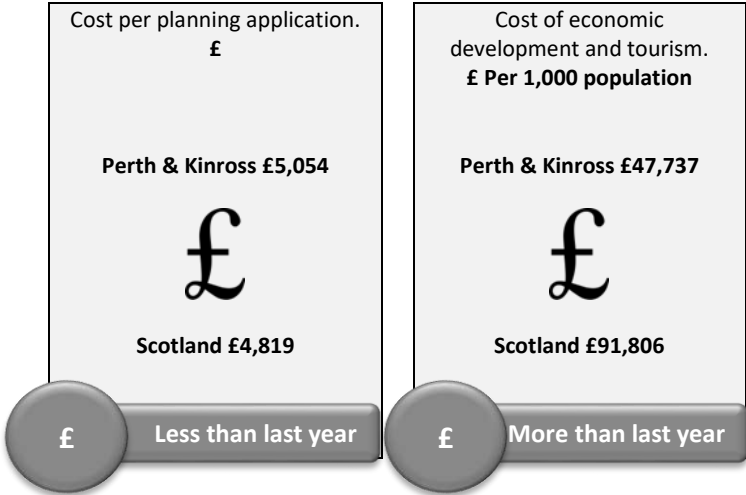 Cost per planning application.
£
Perth & Kinross £5,054
£
Scotland £4,819
£
Less than last year
Cost of economic
development and tourism.
£ Per 1,000 population
Perth & Kinross £47,737
£
Scotland £91,806
£
More than last year